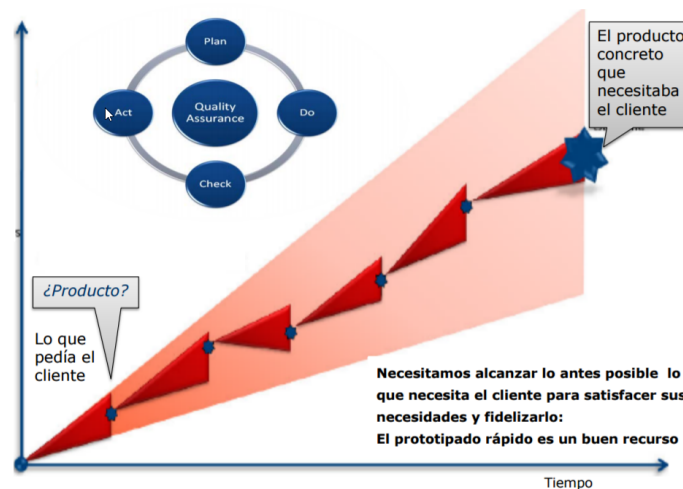 Plan
Act
Quality
Assurance
Do
Check
El producto
concreto
que
necesitaba
el cliente
¿Producto?
Lo que
pedía el
cliente
Necesitamos alcanzar lo antes posible lo
que necesita el cliente para satisfacer sus
necesidades y fidelizarlo:
El prototipado rápido es un buen recurso
Tiempo